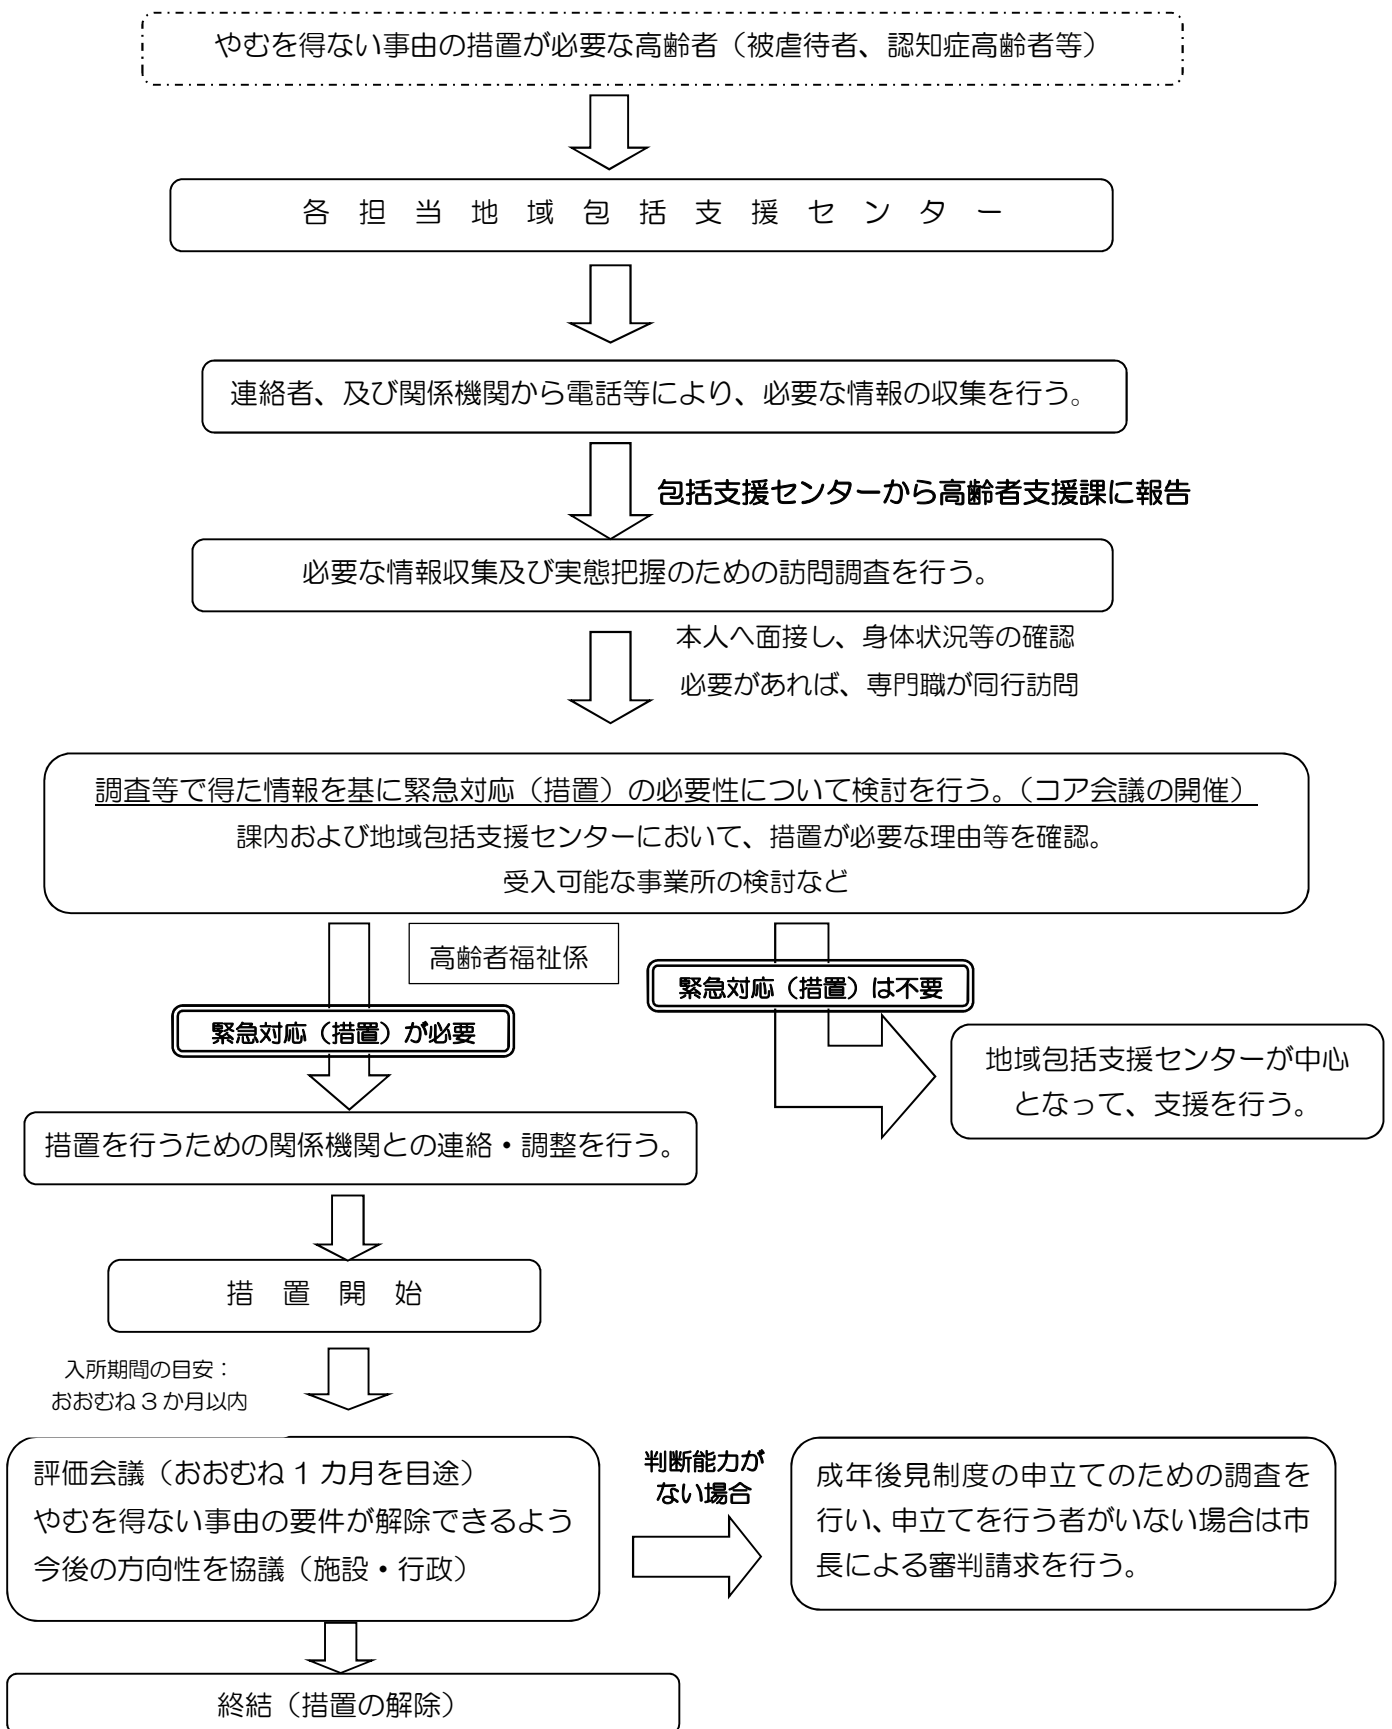 やむを得ない事由の措置が必要な高齢者（被虐待者、認知症高齢者等）
各担当地域包括支援センター
連絡者、及び関係機関から電話等により、必要な情報の収集を行う。
包括支援センターから高齢者支援課に報告
必要な情報収集及び実態把握のための訪問調査を行う。
本人へ面接し、身体状況等の確認
必要があれば、専門職が同行訪問
調査等で得た情報を基に緊急対応（措置）の必要性について検討を行う。（コア会議の開催）
課内および地域包括支援センターにおいて、措置が必要な理由等を確認。
受入可能な事業所の検討など
高齢者福祉係
緊急対応（措置）は不要
緊急対応（措置）が必要
地域包括支援センターが中心
となって、支援を行う。
措置を行うための関係機関との連絡・調整を行う。
措置開始
入所期間の目安：
おおむね３か月以内
評価会議（おおむね１カ月を目途）
やむを得ない事由の要件が解除できるよう
今後の方向性を協議（施設・行政）
判断能力が
ない場合
成年後見制度の申立てのための調査を
行い、申立てを行う者がいない場合は市
長による審判請求を行う。
終結（措置の解除）